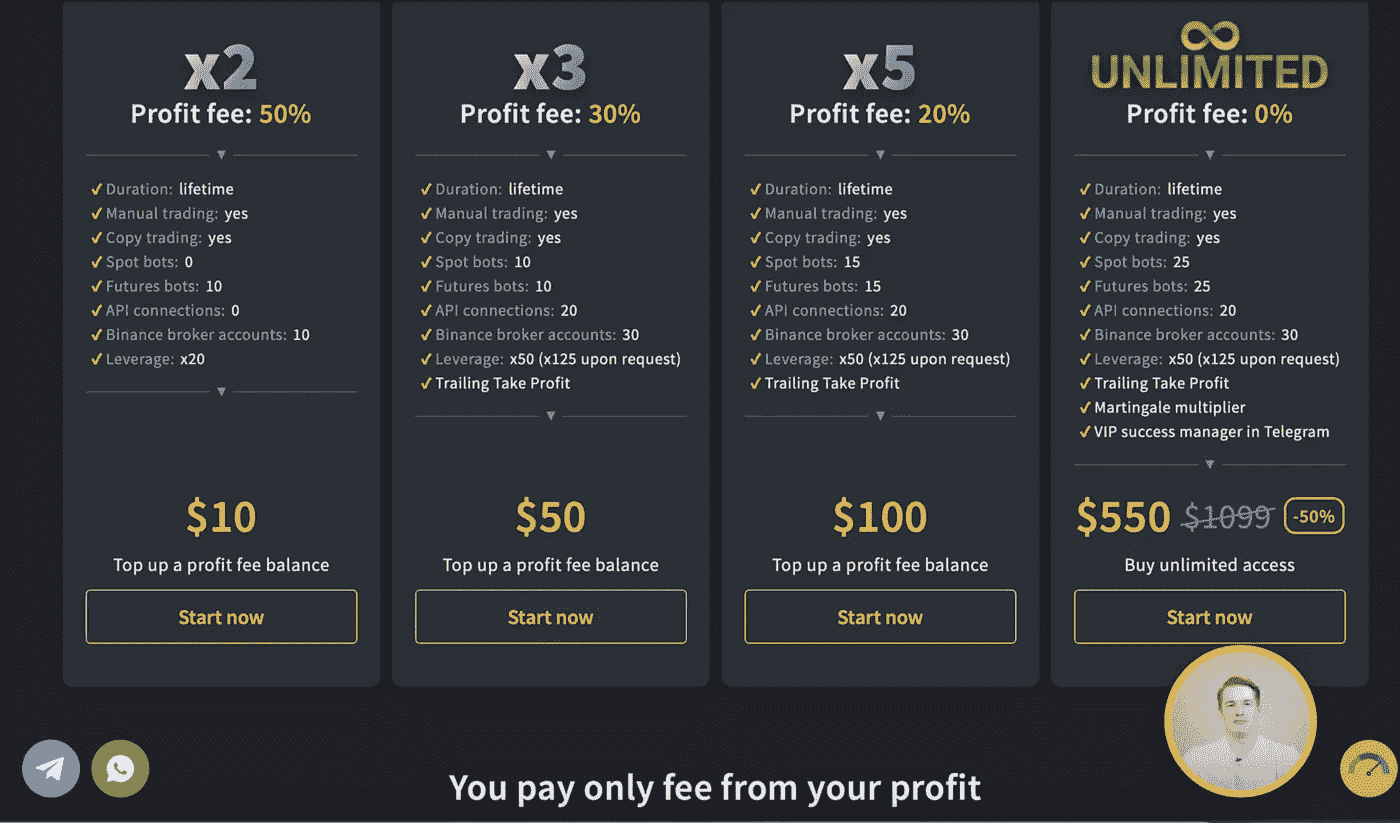 x2
Profit fee: 50%
Duration: lifetime
Manual trading: yes
Copy trading: yes
Spot bots: 0
Futures bots: 10
API connections: 0
Binance broker accounts: 10
Leverage: x20
$10
Top up a profit fee balance
Start now
x3
Profit fee: 30%
Duration: lifetime
Manual trading: yes
Copy trading: yes
Spot bots: 10
Futures bots: 10
API connections: 20
Binance broker accounts: 30
Leverage: x50 (x125 upon request)
Trailing Take Profit
$50
Top up a profit fee balance
Start now
x5
Profit fee: 20%
Duration: lifetime
Manual trading: yes
Copy trading: yes
Spot bots: 15
Futures bots: 15
API connections: 20
Binance broker accounts: 30
Leverage: x50 (x125 upon request)
Trailing Take Profit
$100
Top up a profit fee balance
Start now
UNLIMITED
Profit fee: 0%
Duration: lifetime
Manual trading: yes
Copy trading: yes
Spot bots: 25
Futures bots: 25
API connections: 20
Binance broker accounts: 30
Leverage: x50 (x125 upon request)
Trailing Take Profit
Martingale multiplier
VIP success manager in Telegram
$550 $1099 -50%
Buy unlimited access
Start now
You pay only fee from your profit